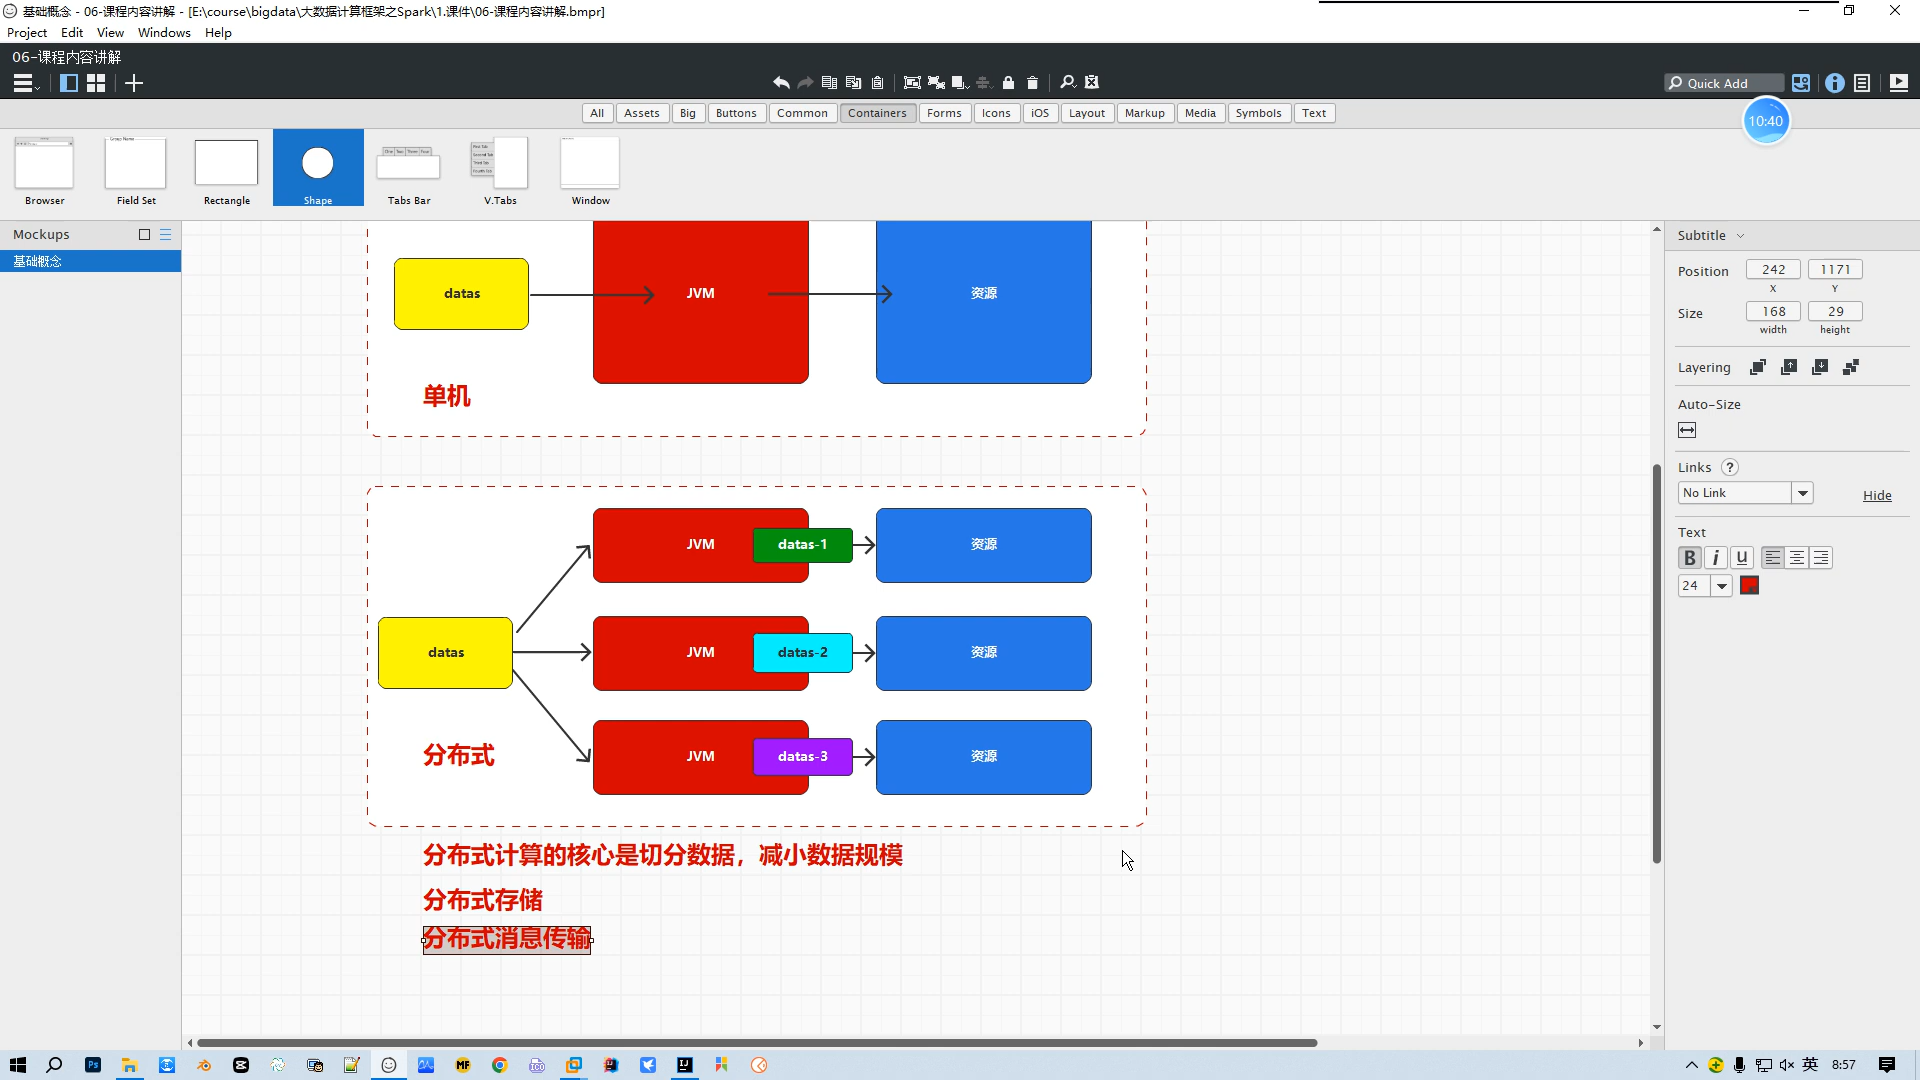 基础概念 - 06-课程内容讲解 - [E:\course\bigdata\大数据计算框架之Spark\1.课件\06-课程内容讲解.bmpr]
Project Edit View Windows Help
06-课程内容讲解
Quick Add
All Assets Big Buttons Common Containers Forms Icons iOS Layout Markup Media Symbols Text
10:40
Browser Field Set Rectangle Shape Tabs Bar V.Tabs Window
Mockups
基础概念
datas JVM 资源
单机
JVM datas-1 资源
datas JVM datas-2 资源
分布式 JVM datas-3 资源
分布式计算的核心是切分数据，减小数据规模
分布式存储
分布式消息传输
Subtitle
Position 242 1171
X Y
Size 168 29
width height
Layering
Auto-Size
Links ?
No Link Hide
Text
B i U
24
英 8:57